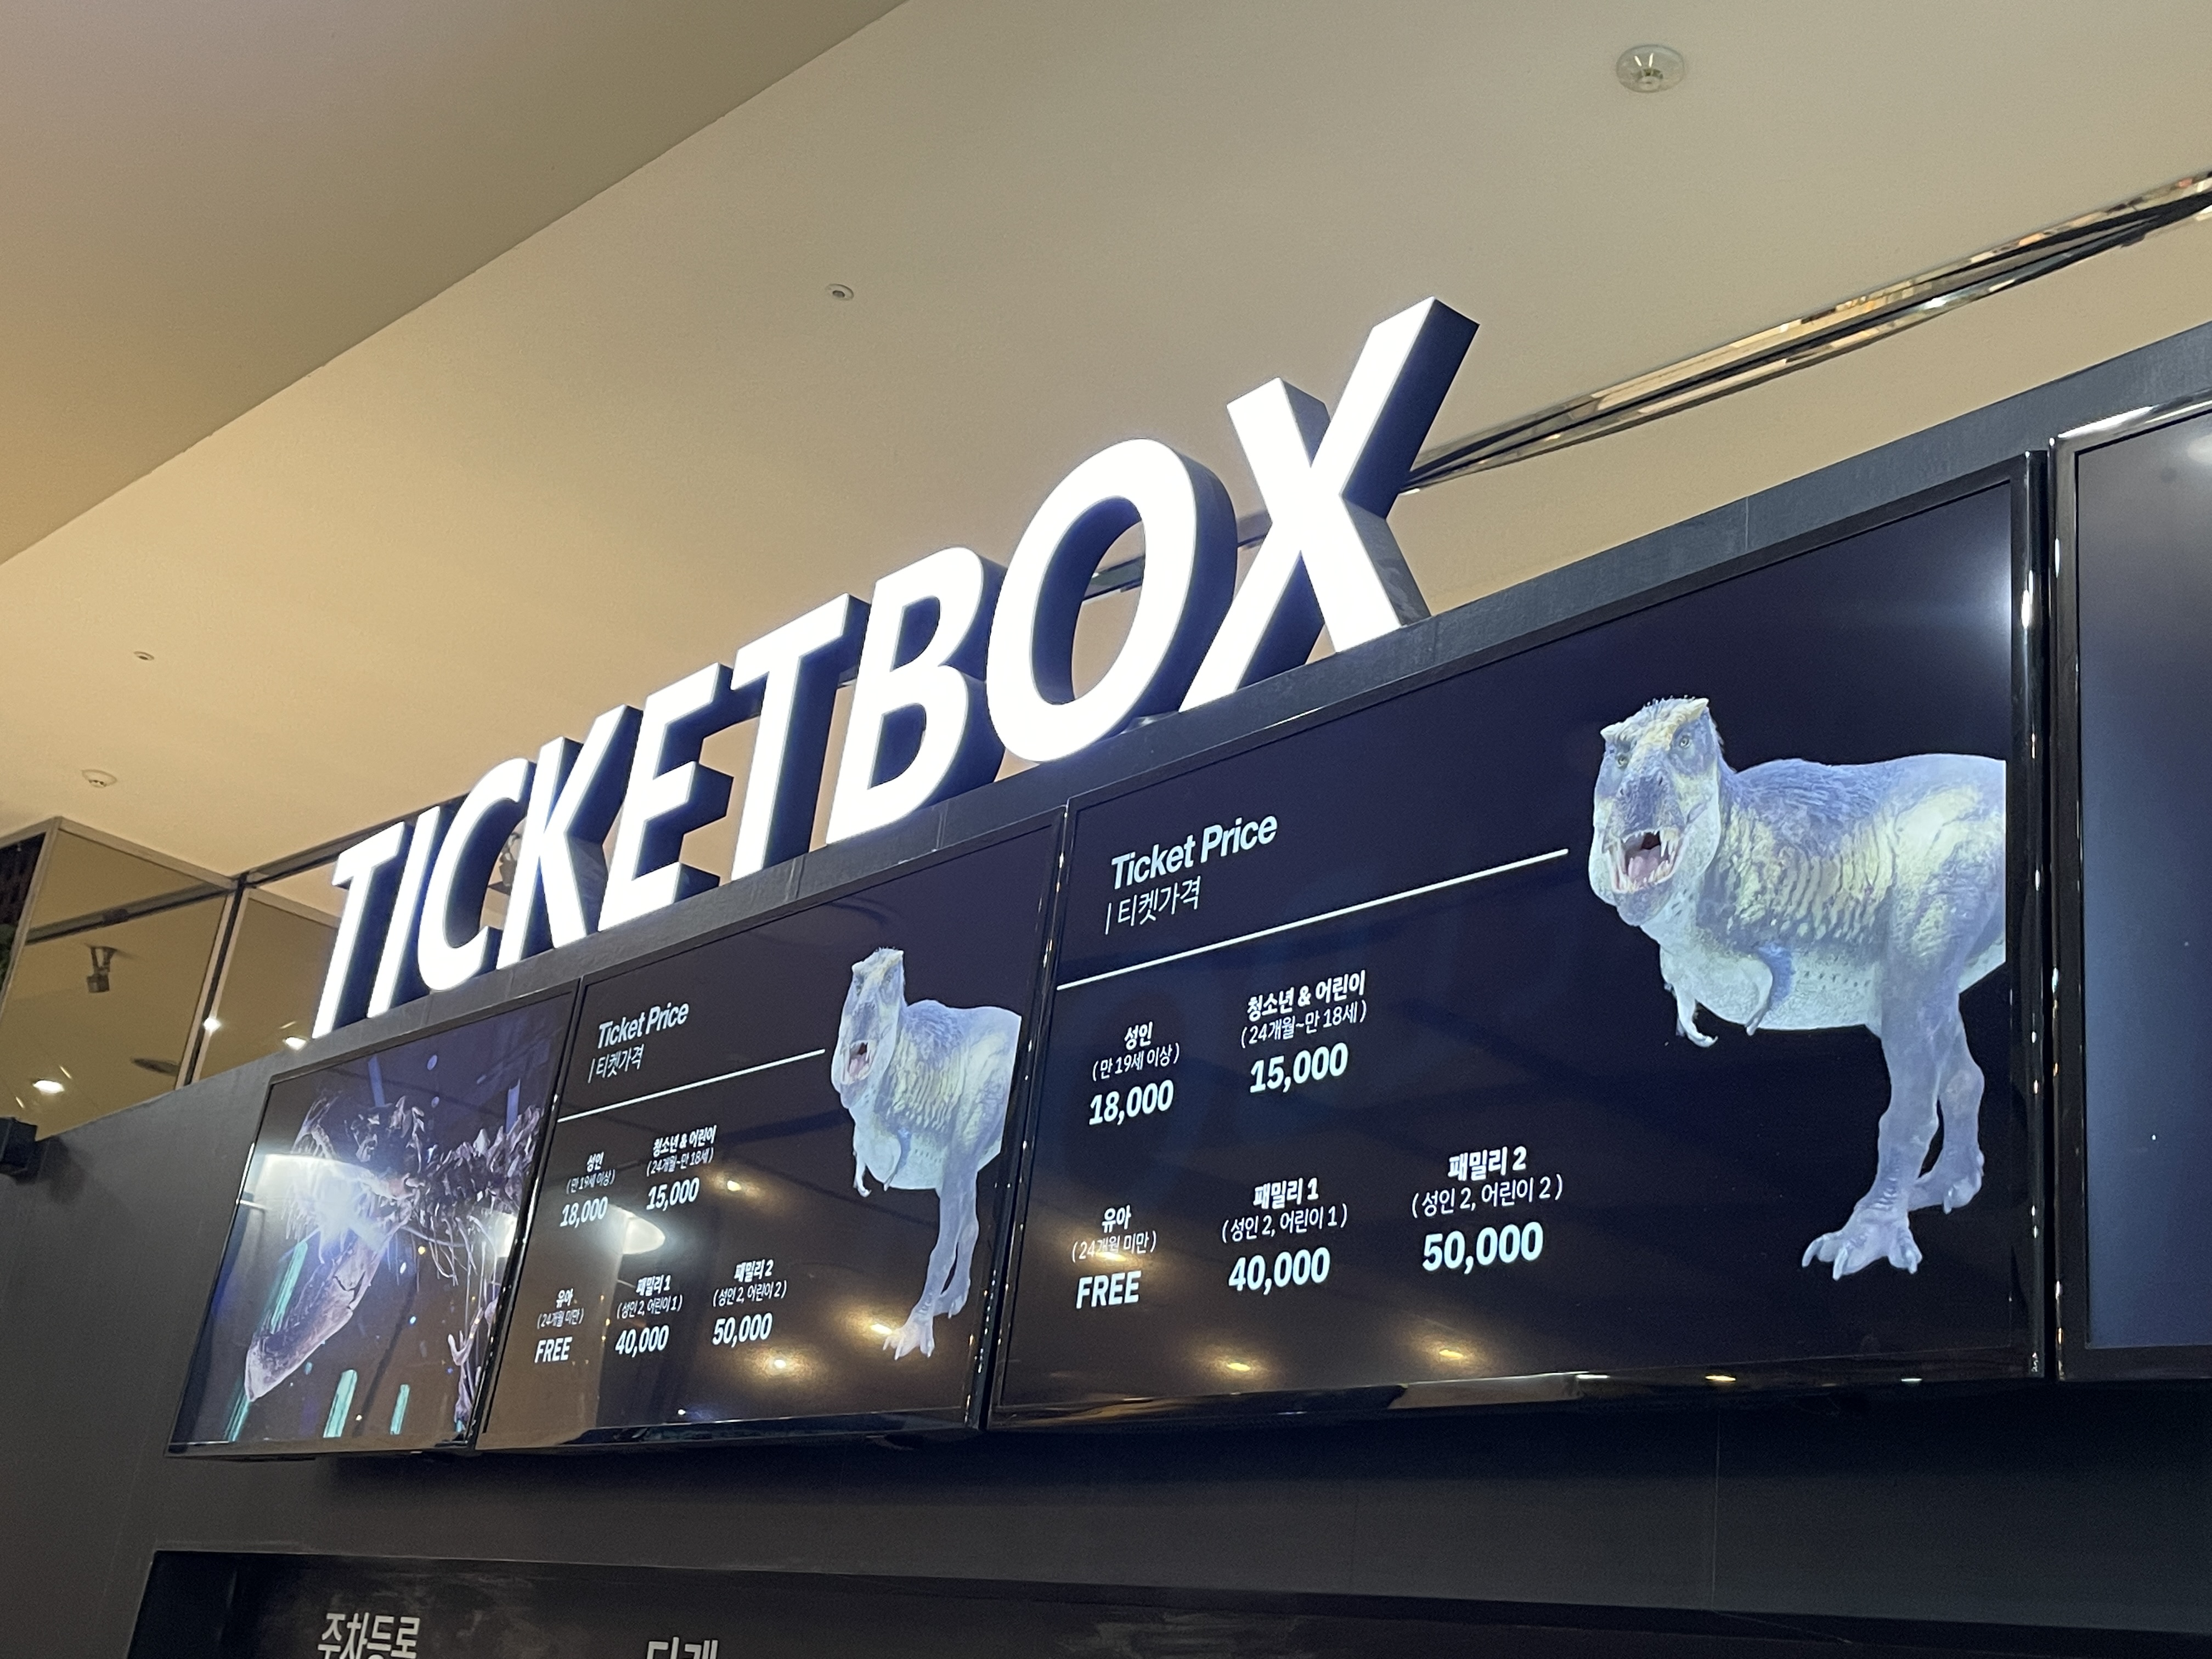 TICKETBOX
Ticket Price
| 티켓가격
성인
(만 19세 이상)
18,000
청소년 & 어린이
(24개월~만 18세)
15,000
유아
(24개월 미만)
FREE
패밀리 1
(성인 2, 어린이 1)
40,000
패밀리 2
(성인 2, 어린이 2)
50,000
Ticket Price
| 티켓가격
성인
(만 19세 이상)
18,000
청소년 & 어린이
(24개월~만 18세)
15,000
유아
(24개월 미만)
FREE
패밀리 1
(성인 2, 어린이 1)
40,000
패밀리 2
(성인 2, 어린이 2)
50,000
주차등록